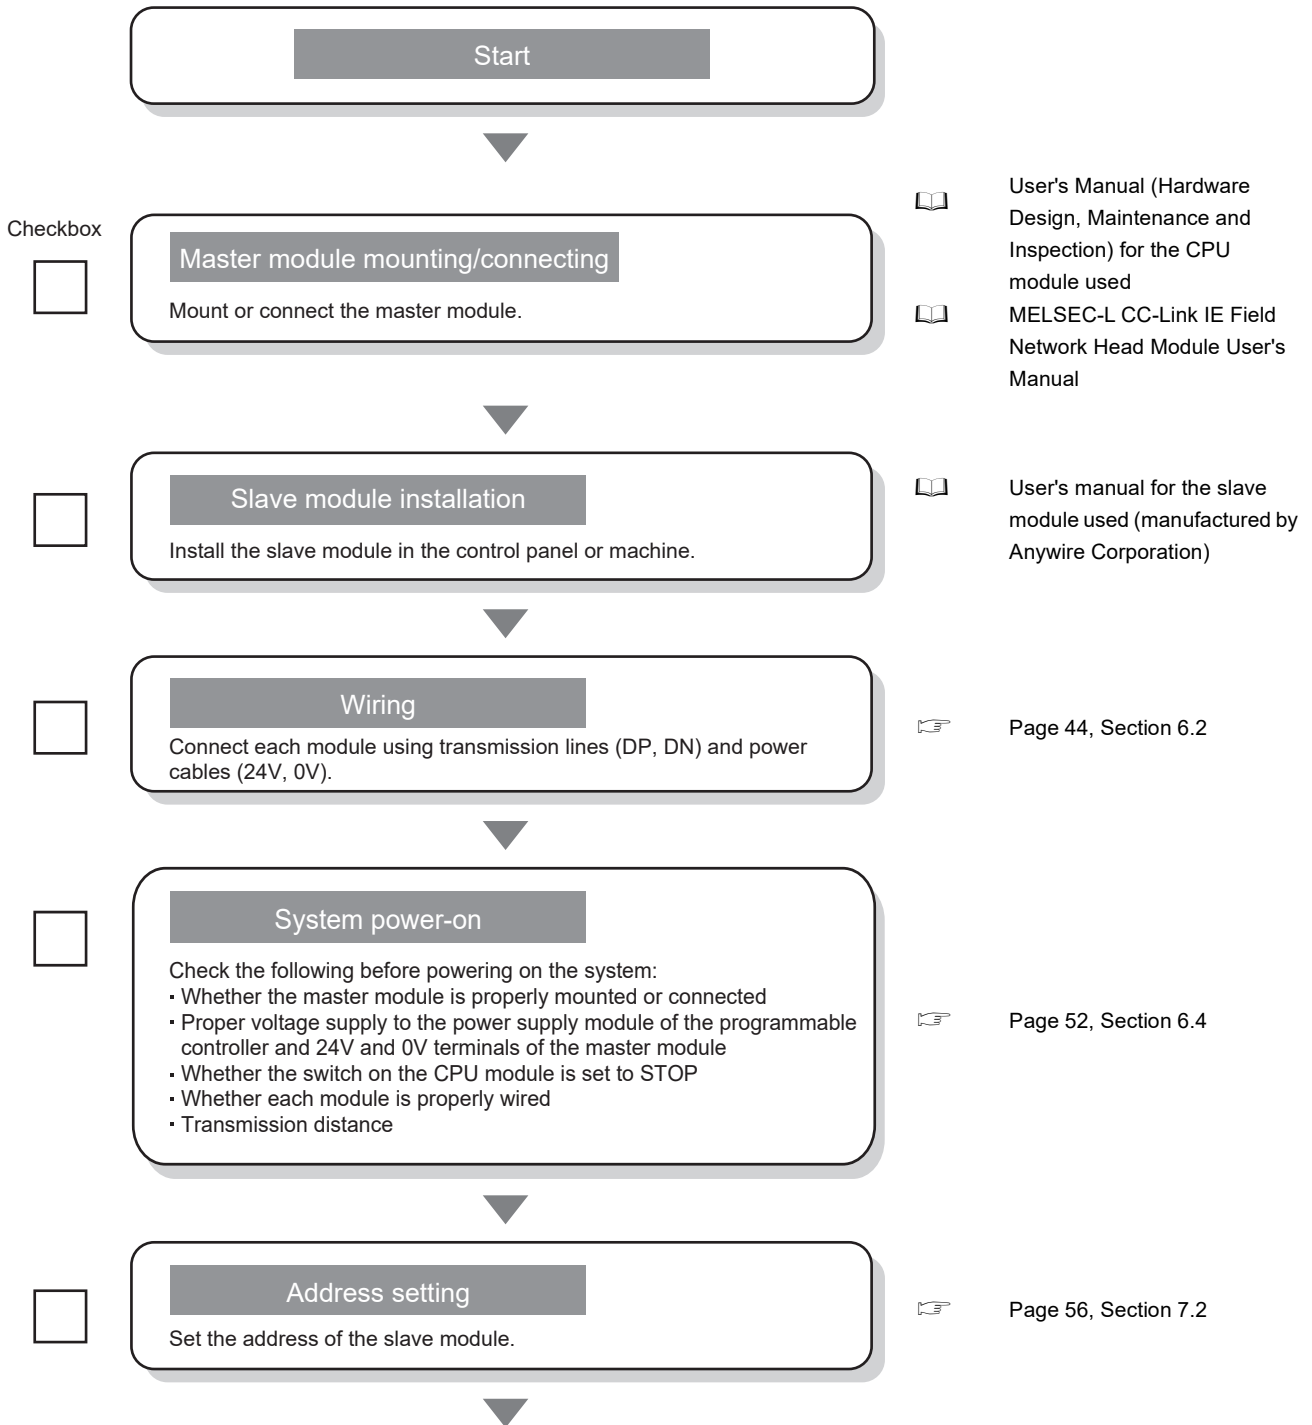 Start
Checkbox
Master module mounting/connecting
Mount or connect the master module.
User's Manual (Hardware
Design, Maintenance and
Inspection) for the CPU
module used
MELSEC-L CC-Link IE Field
Network Head Module User's
Manual
Slave module installation
Install the slave module in the control panel or machine.
User's manual for the slave
module used (manufactured by
Anywire Corporation)
Wiring
Connect each module using transmission lines (DP, DN) and power
cables (24V, 0V).
Page 44, Section 6.2
System power-on
Check the following before powering on the system:
· Whether the master module is properly mounted or connected
· Proper voltage supply to the power supply module of the programmable
controller and 24V and 0V terminals of the master module
· Whether the switch on the CPU module is set to STOP
· Whether each module is properly wired
· Transmission distance
Page 52, Section 6.4
Address setting
Set the address of the slave module.
Page 56, Section 7.2